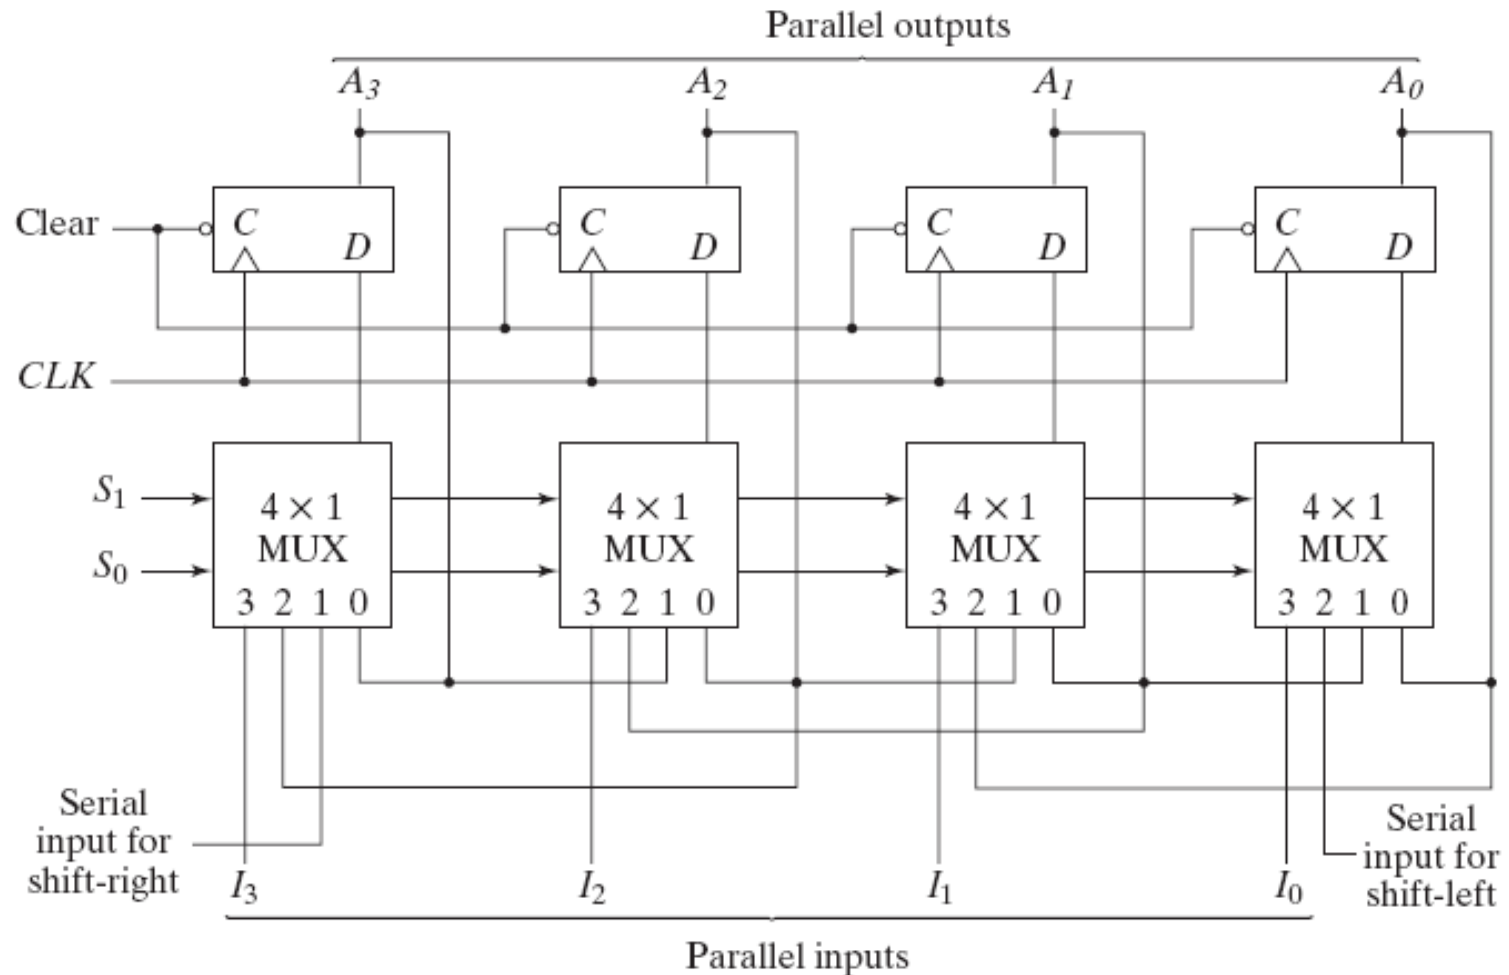 Parallel outputs
A3 A2 A1 A0
Clear C D C D C D C D
CLK
S1 4 × 1 4 × 1 4 × 1 4 × 1
S0 MUX MUX MUX MUX
3 2 1 0 3 2 1 0 3 2 1 0 3 2 1 0
Serial
input for
shift-right
I3 I2 I1 I0
Serial
input for
shift-left
Parallel inputs